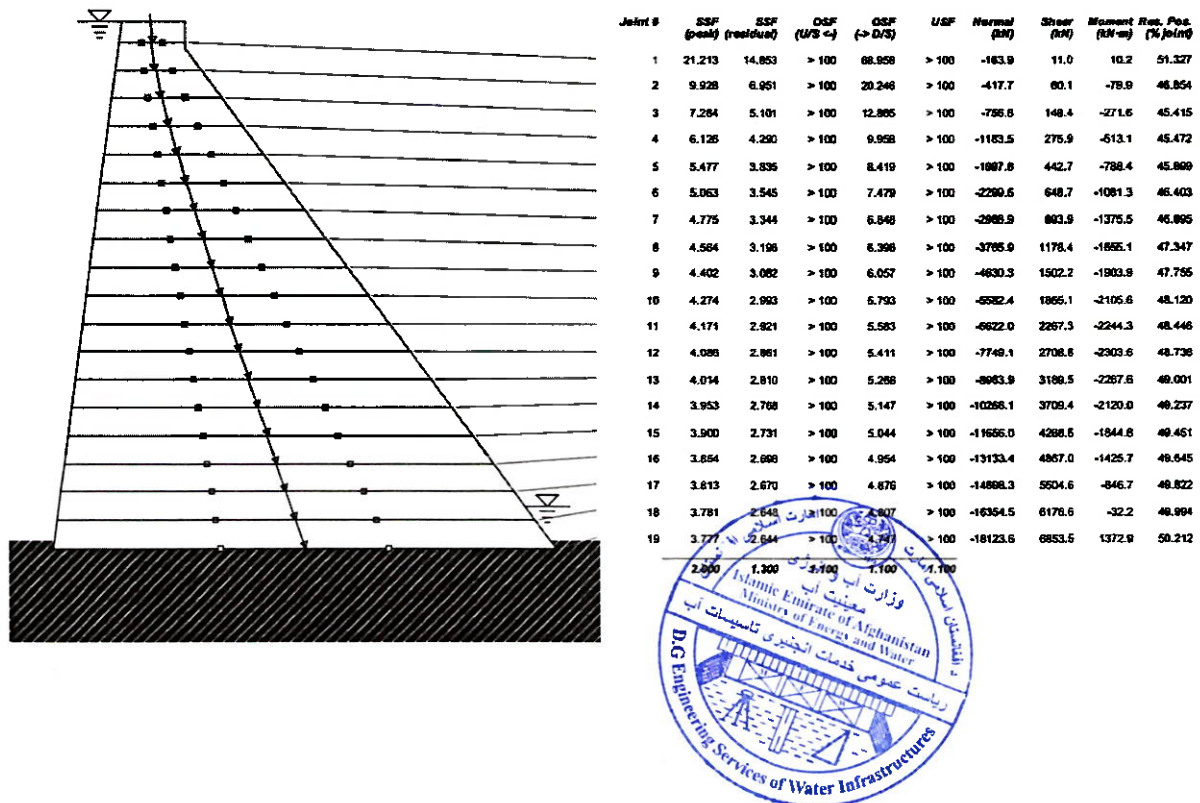 Joint # SSF (peak) SSF (residual) OSF (U/S <-) OSF (-> D/S) USF Normal (kN) Shear (kN) Moment (kN-m) Res. Pos. (% joint)
1 21.213 14.853 > 100 68.958 > 100 -163.9 11.0 10.2 51.327
2 9.928 6.951 > 100 20.246 > 100 -417.7 60.1 -79.9 46.854
3 7.284 5.101 > 100 12.865 > 100 -756.8 148.4 -271.6 45.415
4 6.126 4.290 > 100 9.958 > 100 -1183.5 275.9 -513.1 45.472
5 5.477 3.835 > 100 8.419 > 100 -1697.8 442.7 -788.4 45.899
6 5.063 3.545 > 100 7.479 > 100 -2299.6 648.7 -1081.3 46.403
7 4.775 3.344 > 100 6.848 > 100 -2988.9 893.9 -1375.5 46.895
8 4.564 3.196 > 100 6.396 > 100 -3765.9 1178.4 -1655.1 47.347
9 4.402 3.082 > 100 6.057 > 100 -4630.3 1502.2 -1903.9 47.755
10 4.274 2.993 > 100 5.793 > 100 -5582.4 1865.1 -2105.6 48.120
11 4.171 2.921 > 100 5.583 > 100 -6622.0 2267.3 -2244.3 48.446
12 4.086 2.861 > 100 5.411 > 100 -7749.1 2708.8 -2303.6 48.736
13 4.014 2.810 > 100 5.266 > 100 -8963.9 3189.5 -2267.6 49.001
14 3.953 2.768 > 100 5.147 > 100 -10266.1 3709.4 -2120.0 49.237
15 3.900 2.731 > 100 5.044 > 100 -11656.0 4268.6 -1844.8 49.451
16 3.854 2.698 > 100 4.954 > 100 -13133.4 4867.0 -1425.7 49.645
17 3.813 2.670 > 100 4.876 > 100 -14698.3 5504.6 -846.7 49.822
18 3.781 2.648 > 100 4.807 > 100 -16354.5 6178.6 -32.2 49.994
19 3.777 2.644 > 100 4.747 > 100 -18123.6 6853.5 1372.9 50.212
2.000 1.300 1.100 1.100 1.100
وزارت آب و انرژی
معینیت آب
Islamic Emirate of Afghanistan
Ministry of Energy and Water
ریاست عمومی خدمات انجنیری تاسیسات آب
D.G Engineering Services of Water Infrastructures